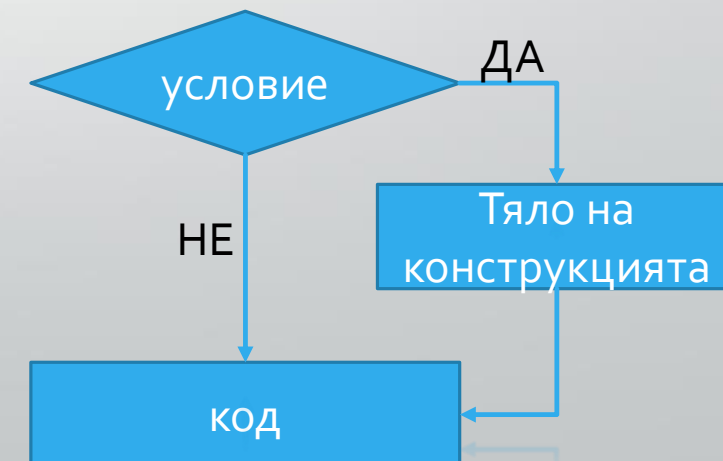 условие
ДА
Тяло на
конструкцията
НЕ
код